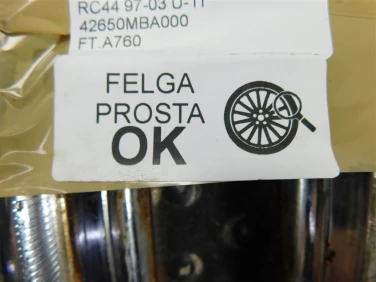 RC44 97-03 U-11
42650MBA000
FT.A760
FELGA
PROSTA
OK